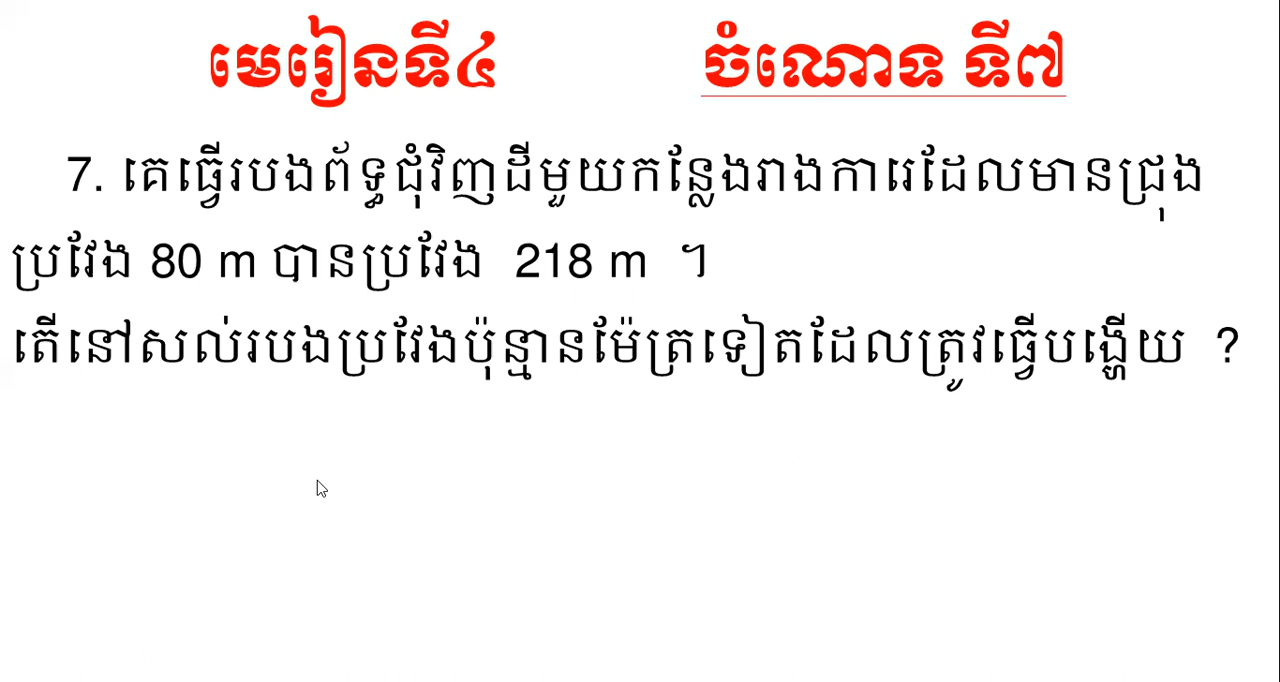 មេរៀនទី៤ ចំណោទ ទី៧
7. គេធ្វើរបងព័ទ្ធជុំវិញដីមួយកន្លែងរាងការេដែលមានជ្រុង
ប្រវែង 80 m បានប្រវែង 218 m ។
តើនៅសល់របងប្រវែងប៉ុន្មានម៉ែត្រទៀតដែលត្រូវធ្វើបង្ហើយ ?